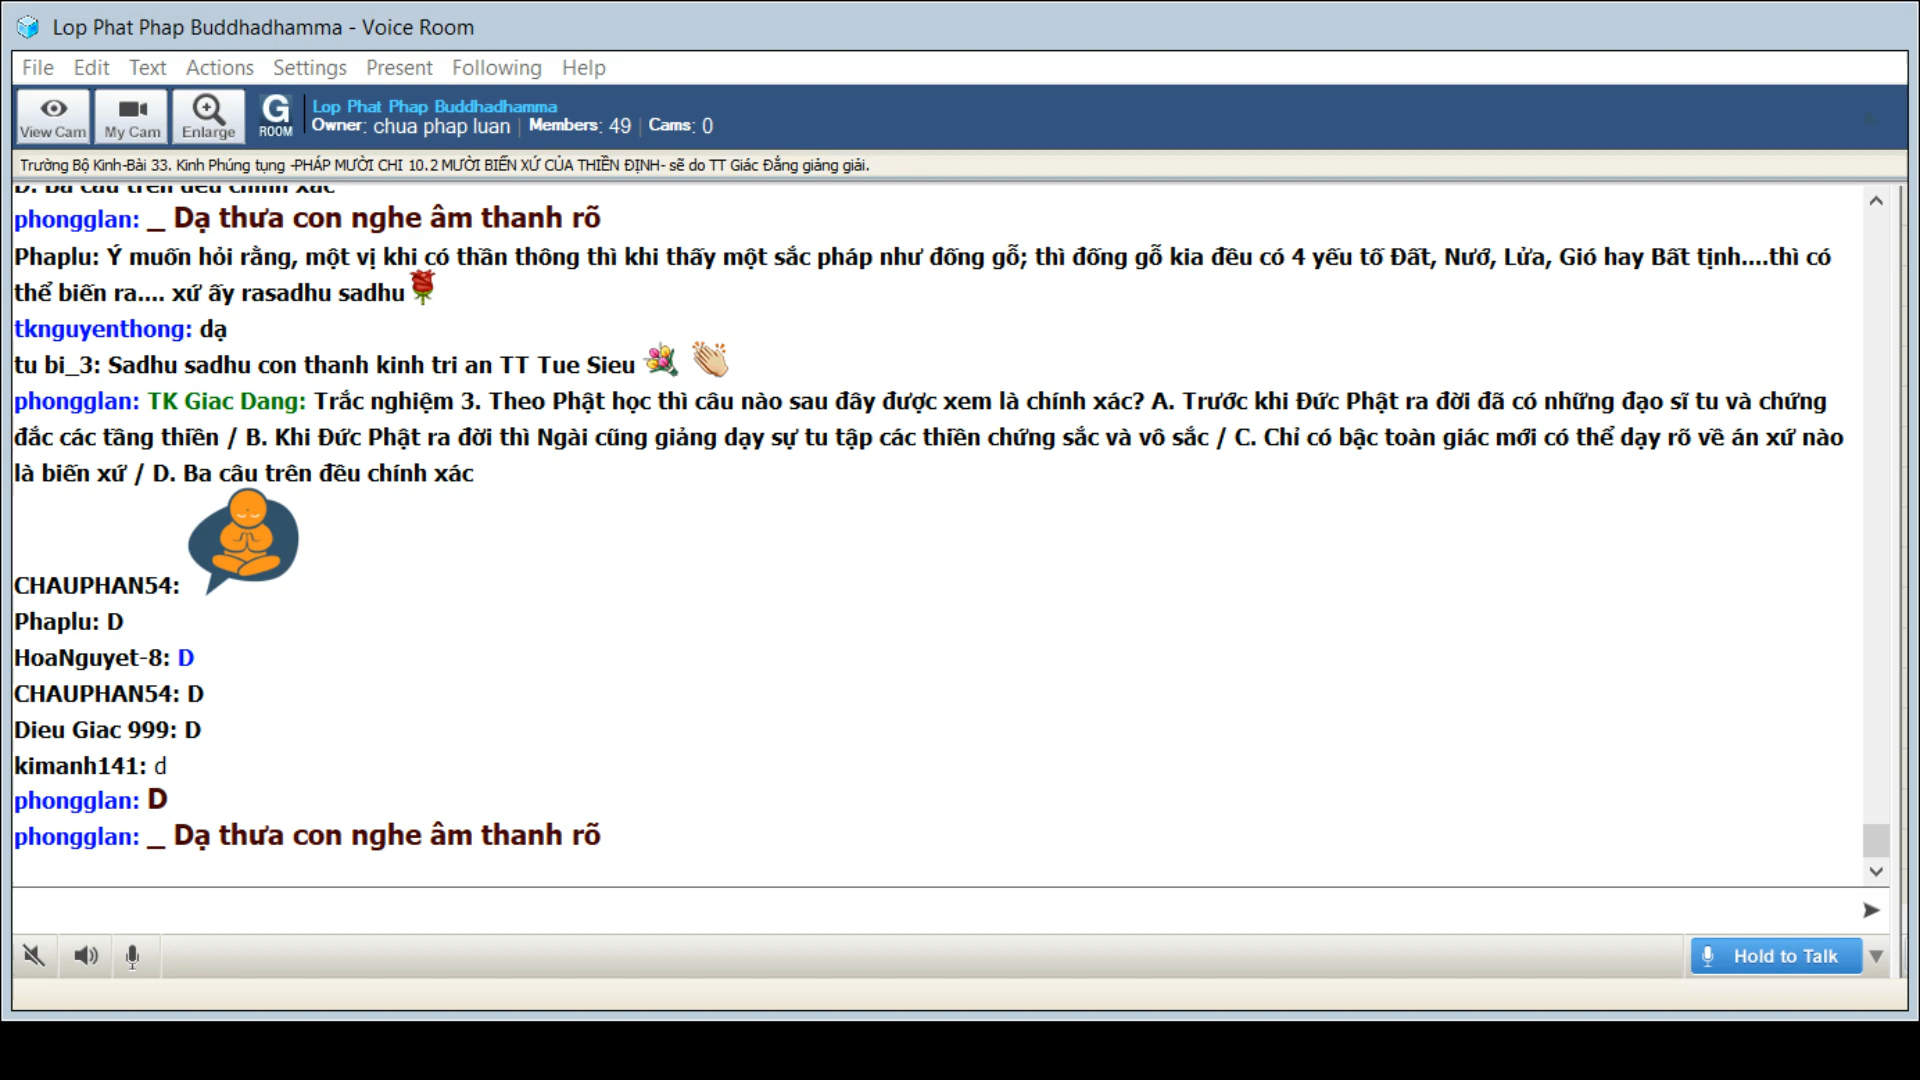 Lop Phat Phap Buddhadhamma - Voice Room
File Edit Text Actions Settings Present Following Help
View Cam My Cam Enlarge G ROOM Lop Phat Phap Buddhadhamma
Owner: chua phap luan | Members: 49 | Cams: 0
Trường Bộ Kinh-Bài 33. Kinh Phúng tụng -PHÁP MƯỜI CHI 10.2 MƯỜI BIẾN XỨ CỦA THIỀN ĐỊNH- sẽ do TT Giác Đẳng giảng giải.
D. Ba câu trên đều chính xác
phongglan: _ Dạ thưa con nghe âm thanh rõ
Phaplu: Ý muốn hỏi rằng, một vị khi có thần thông thì khi thấy một sắc pháp như đống gỗ; thì đống gỗ kia đều có 4 yếu tố Đất, Nướ, Lửa, Gió hay Bất tịnh....thì có
thể biến ra.... xứ ấy rasadhu sadhu
tknguyenthong: dạ
tu bi_3: Sadhu sadhu con thanh kinh tri an TT Tue Sieu
phongglan: TK Giac Dang: Trắc nghiệm 3. Theo Phật học thì câu nào sau đây được xem là chính xác? A. Trước khi Đức Phật ra đời đã có những đạo sĩ tu và chứng
đắc các tầng thiền / B. Khi Đức Phật ra đời thì Ngài cũng giảng dạy sự tu tập các thiền chứng sắc và vô sắc / C. Chỉ có bậc toàn giác mới có thể dạy rõ về án xứ nào
là biến xứ / D. Ba câu trên đều chính xác
CHAUPHAN54:
Phaplu: D
HoaNguyet-8: D
CHAUPHAN54: D
Dieu Giac 999: D
kimanh141: d
phongglan: D
phongglan: _ Dạ thưa con nghe âm thanh rõ
Hold to Talk